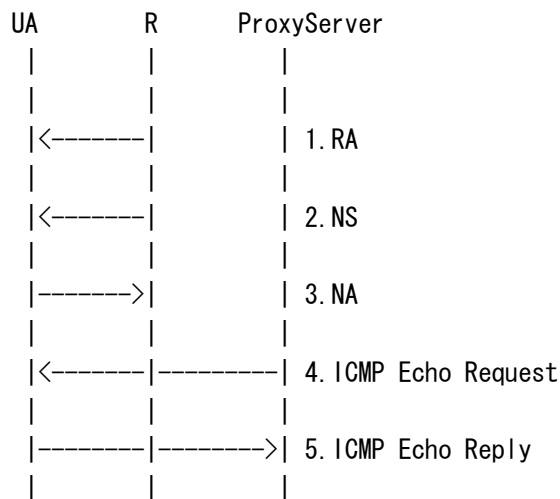 UA R ProxyServer
| | |
| | |
|<-------| | 1.RA
| | |
|<-------| | 2.NS
| | |
|------->| | 3.NA
| | |
|<-------|--------| 4.ICMP Echo Request
| | |
|--------|------->| 5.ICMP Echo Reply
| | |